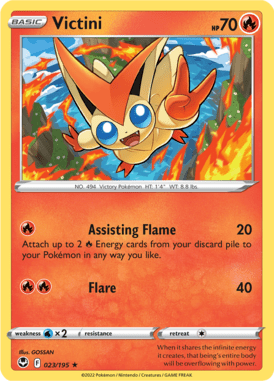 BASIC Victini HP70
NO. 494 Victory Pokémon HT: 1'4" WT: 8.8 lbs.
Assisting Flame 20
Attach up to 2 Energy cards from your discard pile to
your Pokémon in any way you like.
Flare 40
weakness ×2 resistance retreat
Illus. GOSSAN
F 023/195 ★
When it shares the infinite energy
it creates, that being's entire body
will be overflowing with power.
©2022 Pokémon / Nintendo / Creatures / GAME FREAK